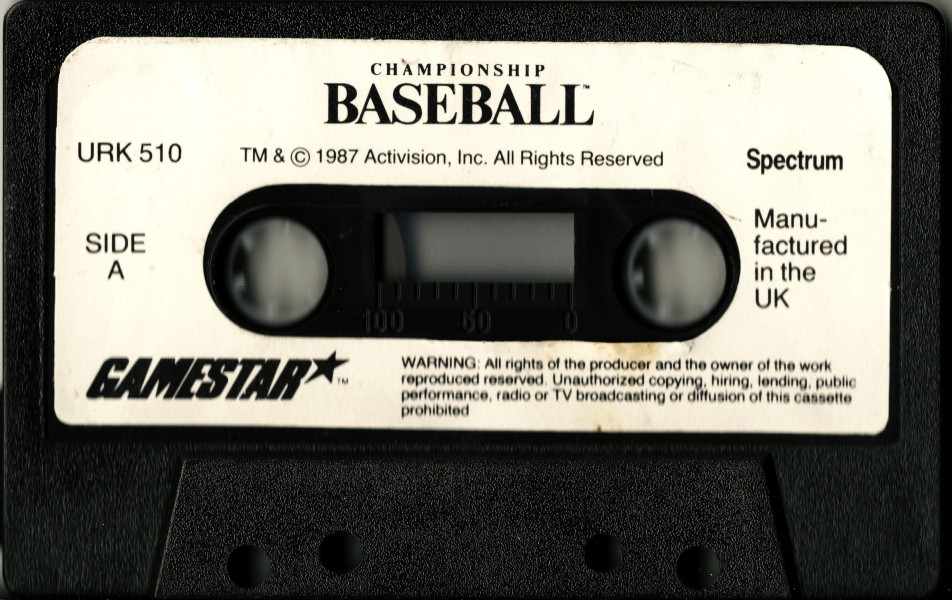 CHAMPIONSHIP
BASEBALL™
URK 510
TM & © 1987 Activision, Inc. All Rights Reserved
Spectrum
SIDE
A
Manu-
factured
in the
UK
100 50 0
GAMESTAR™
WARNING: All rights of the producer and the owner of the work
reproduced reserved. Unauthorized copying, hiring, lending, public
performance, radio or TV broadcasting or diffusion of this cassette
prohibited